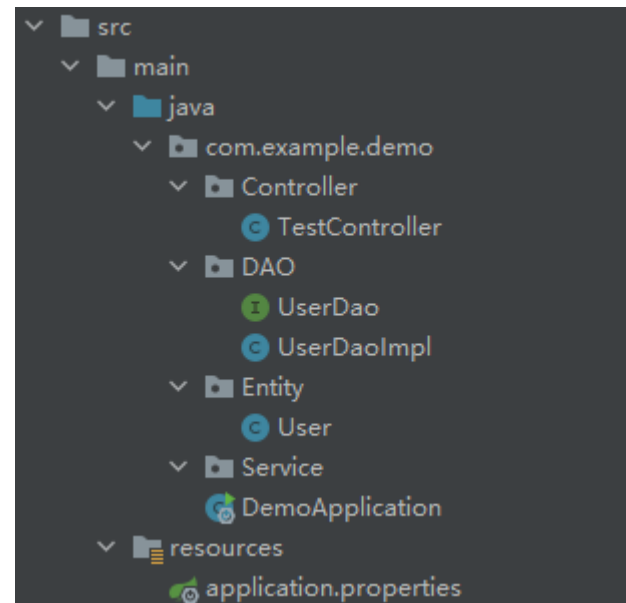 src
main
java
com.example.demo
Controller
C TestController
DAO
I UserDao
C UserDaoImpl
Entity
C User
Service
DemoApplication
resources
application.properties